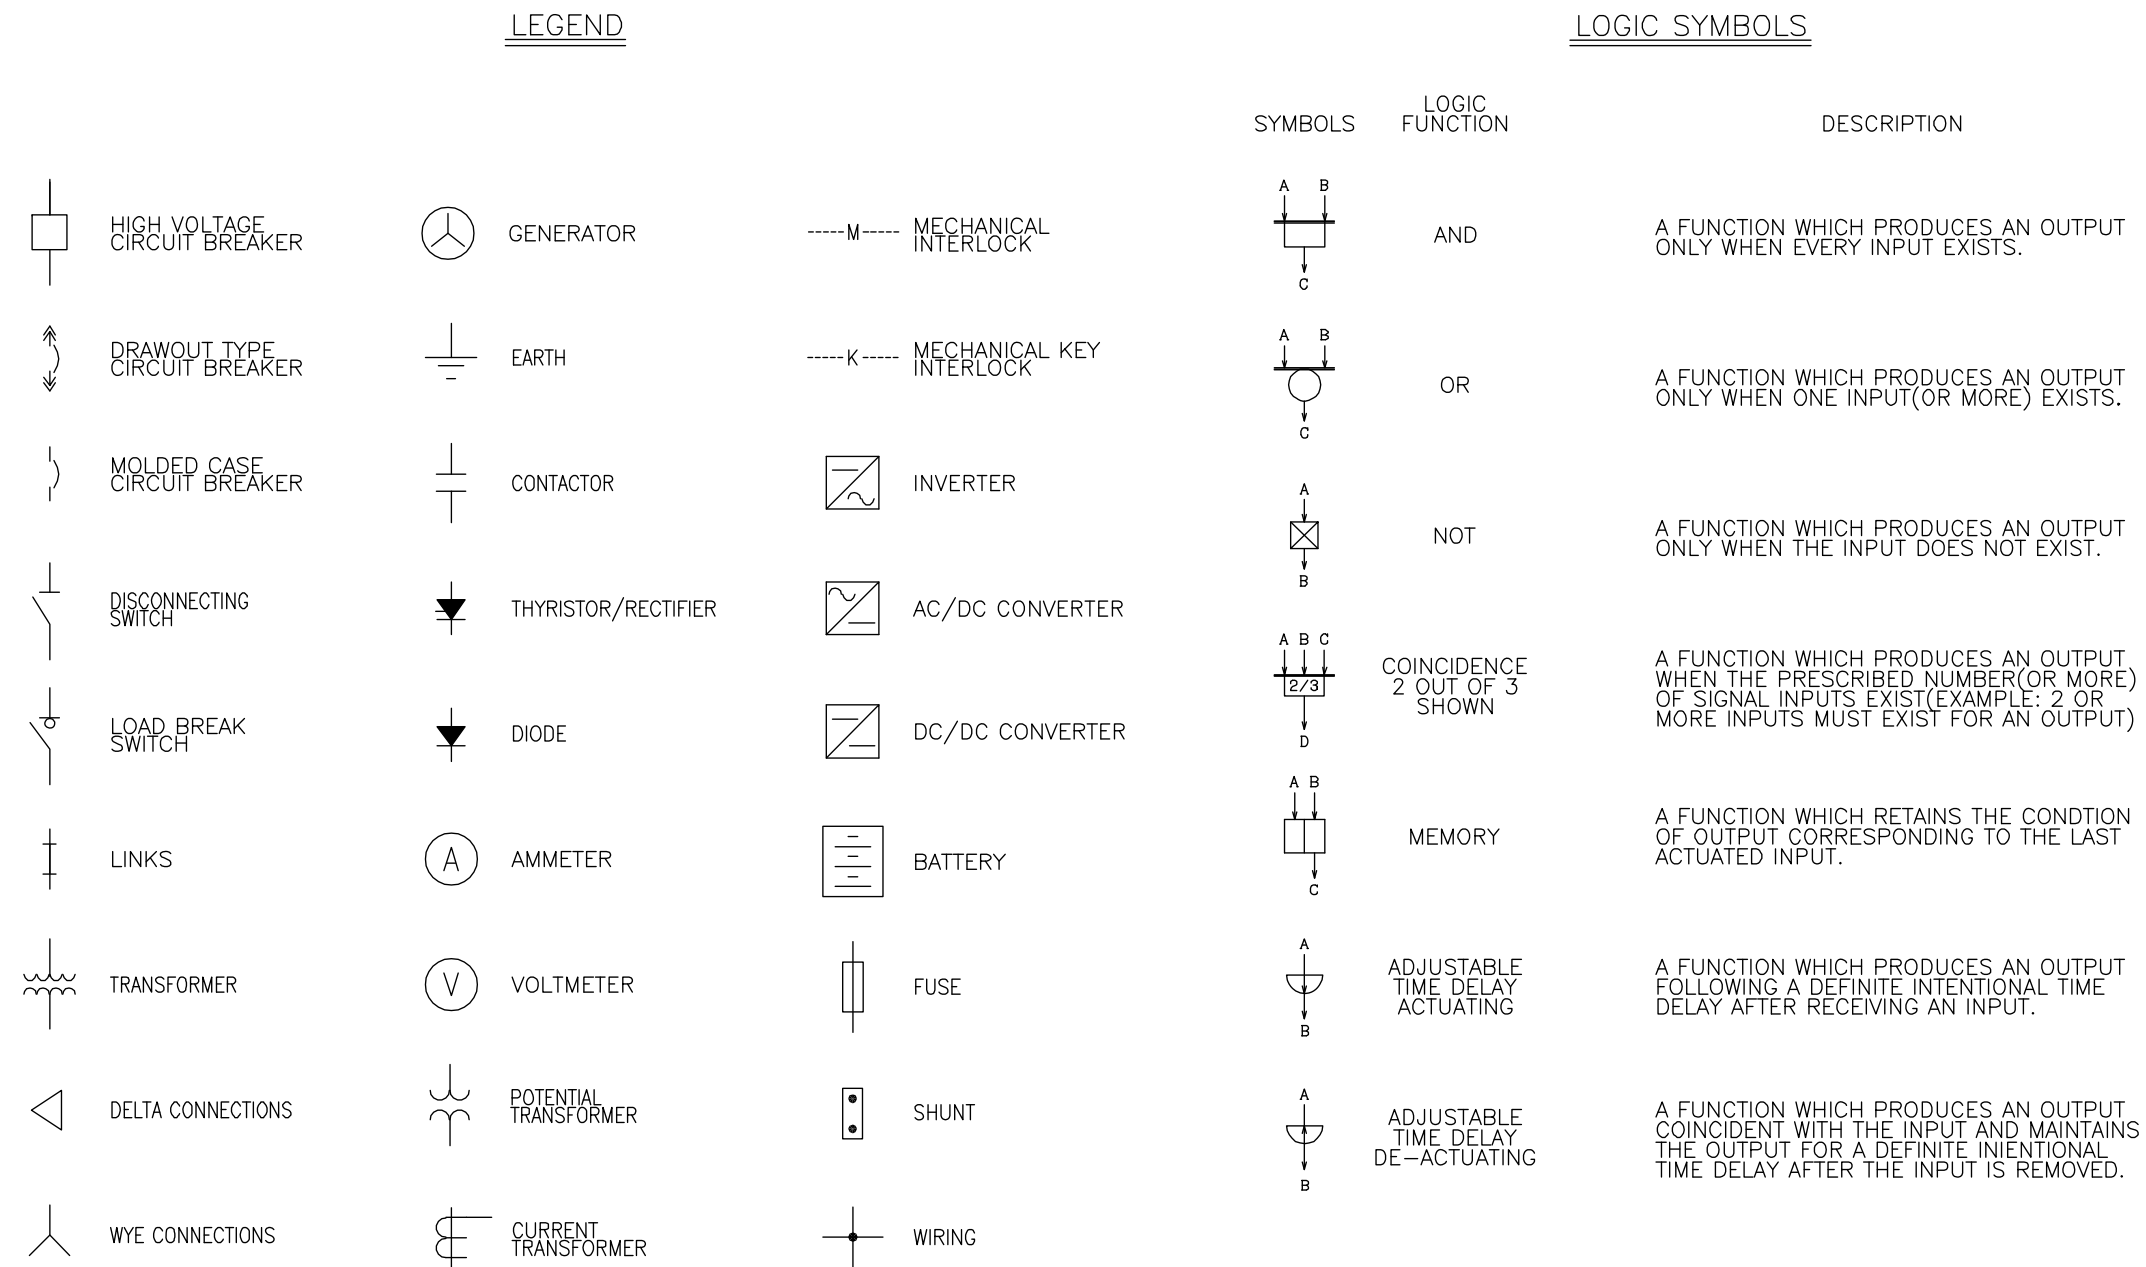 LEGEND
HIGH VOLTAGE
CIRCUIT BREAKER
DRAWOUT TYPE
CIRCUIT BREAKER
MOLDED CASE
CIRCUIT BREAKER
DISCONNECTING
SWITCH
LOAD BREAK
SWITCH
LINKS
TRANSFORMER
DELTA CONNECTIONS
WYE CONNECTIONS
GENERATOR
EARTH
CONTACTOR
THYRISTOR/RECTIFIER
DIODE
A
AMMETER
V
VOLTMETER
POTENTIAL
TRANSFORMER
CURRENT
TRANSFORMER
M
MECHANICAL
INTERLOCK
K
MECHANICAL KEY
INTERLOCK
INVERTER
AC/DC CONVERTER
DC/DC CONVERTER
BATTERY
FUSE
SHUNT
WIRING
LOGIC SYMBOLS
SYMBOLS
LOGIC
FUNCTION
DESCRIPTION
A B
C
AND
A FUNCTION WHICH PRODUCES AN OUTPUT
ONLY WHEN EVERY INPUT EXISTS.
A B
C
OR
A FUNCTION WHICH PRODUCES AN OUTPUT
ONLY WHEN ONE INPUT(OR MORE) EXISTS.
A
B
NOT
A FUNCTION WHICH PRODUCES AN OUTPUT
ONLY WHEN THE INPUT DOES NOT EXIST.
A B C
2/3
D
COINCIDENCE
2 OUT OF 3
SHOWN
A FUNCTION WHICH PRODUCES AN OUTPUT
WHEN THE PRESCRIBED NUMBER(OR MORE)
OF SIGNAL INPUTS EXIST(EXAMPLE: 2 OR
MORE INPUTS MUST EXIST FOR AN OUTPUT)
A B
C
MEMORY
A FUNCTION WHICH RETAINS THE CONDTION
OF OUTPUT CORRESPONDING TO THE LAST
ACTUATED INPUT.
A
B
ADJUSTABLE
TIME DELAY
ACTUATING
A FUNCTION WHICH PRODUCES AN OUTPUT
FOLLOWING A DEFINITE INTENTIONAL TIME
DELAY AFTER RECEIVING AN INPUT.
A
B
ADJUSTABLE
TIME DELAY
DE-ACTUATING
A FUNCTION WHICH PRODUCES AN OUTPUT
COINCIDENT WITH THE INPUT AND MAINTAINS
THE OUTPUT FOR A DEFINITE INIENTIONAL
TIME DELAY AFTER THE INPUT IS REMOVED.